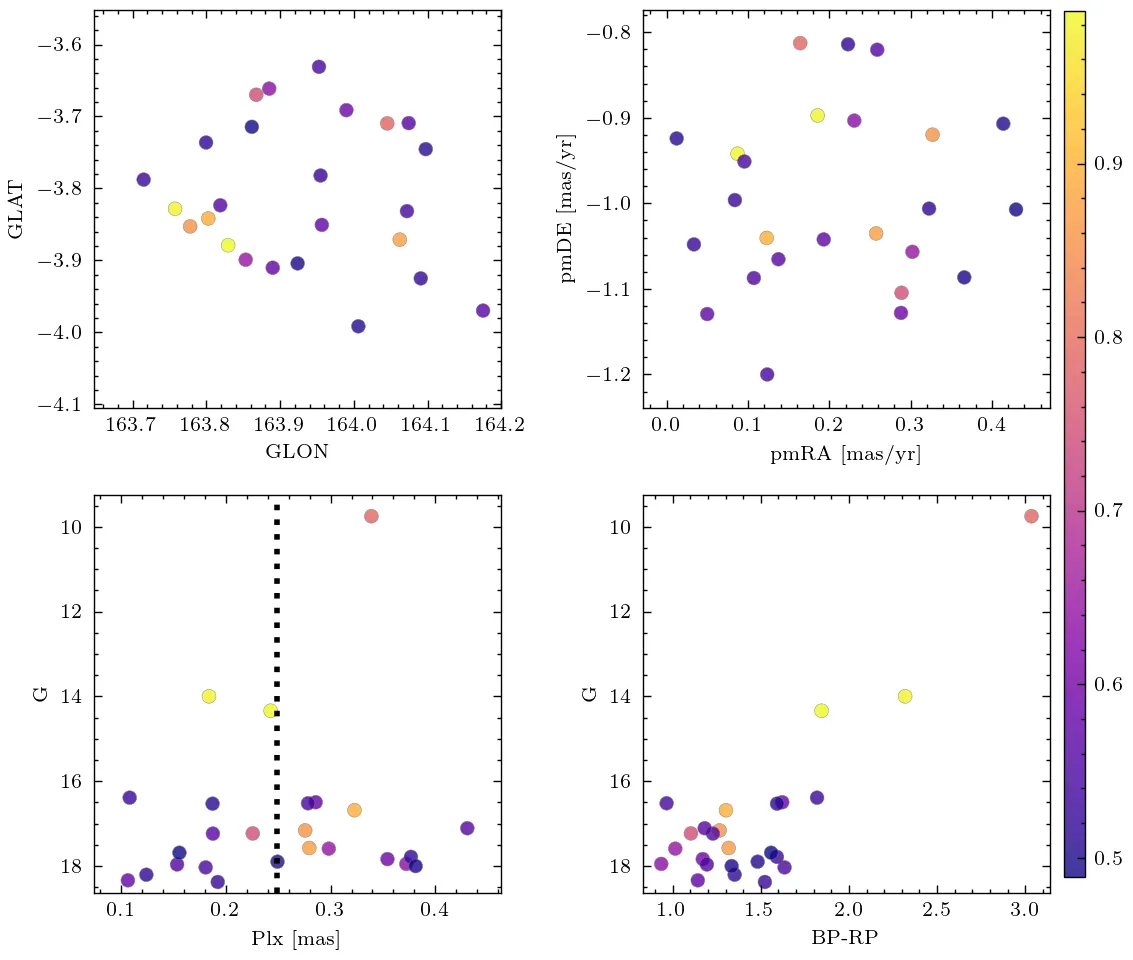 −3.6
−3.7
−3.8
−3.9
−4.0
−4.1
GLAT
163.7 163.8 163.9 164.0 164.1 164.2
GLON
−0.8
−0.9
−1.0
−1.1
−1.2
pmDE [mas/yr]
0.0 0.1 0.2 0.3 0.4
pmRA [mas/yr]
10
12
14
16
18
G
0.1 0.2 0.3 0.4
Plx [mas]
10
12
14
16
18
G
1.0 1.5 2.0 2.5 3.0
BP-RP
0.9
0.8
0.7
0.6
0.5